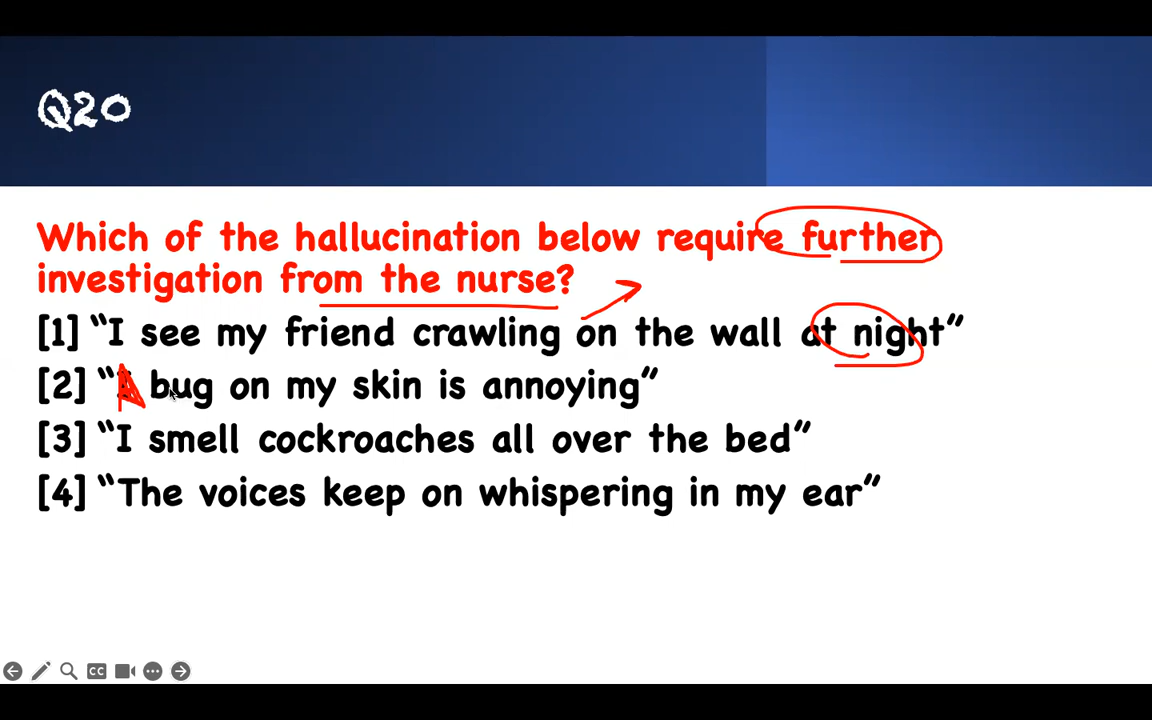 Q20
Which of the hallucination below require further
investigation from the nurse?
[1] “I see my friend crawling on the wall at night”
[2] “A bug on my skin is annoying”
[3] “I smell cockroaches all over the bed”
[4] “The voices keep on whispering in my ear”
CC